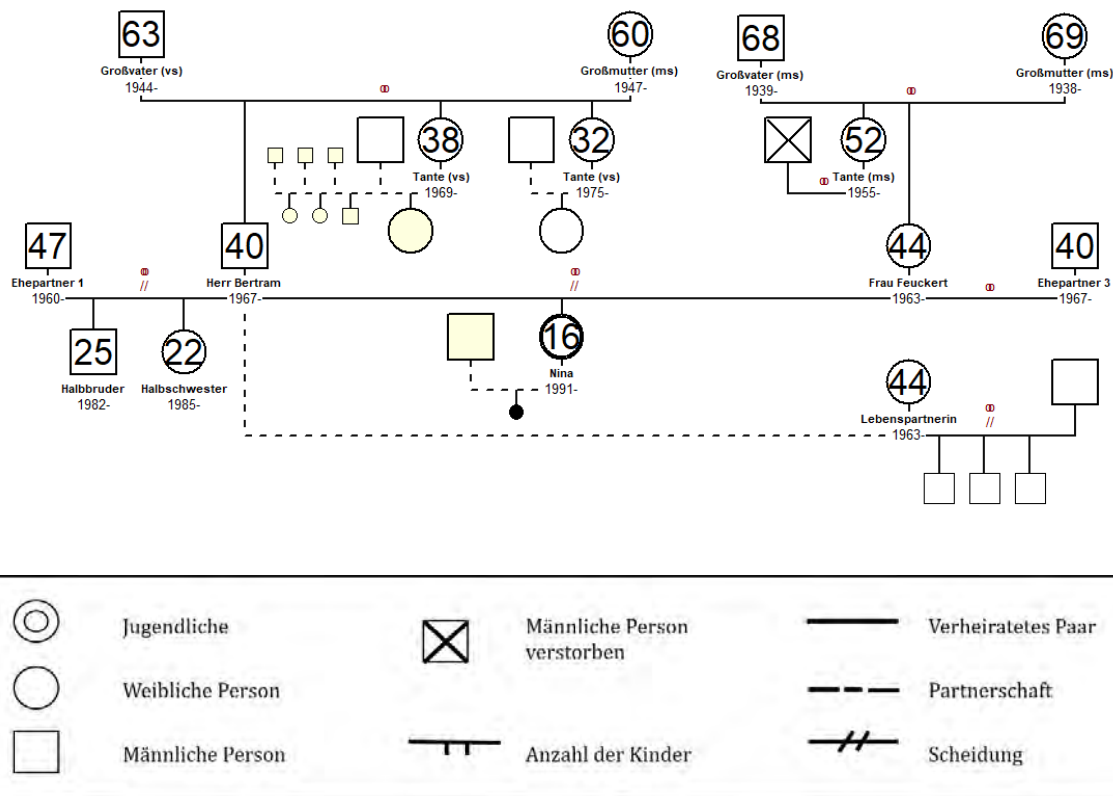 63
60
68
69
Großvater (vs)
Großmutter (ms)
Großvater (ms)
Großmutter (ms)
1944-
ꝏ
1947-
1939-
ꝏ
1938-
38
32
52
Tante (vs)
Tante (vs)
ꝏ Tante (ms)
1969-
1975-
1955-
47
40
44
40
Ehepartner 1
ꝏ
Herr Bertram
ꝏ
Frau Feuckert
ꝏ
Ehepartner 3
//
//
1960-
1967-
1963-
1967-
25
22
16
Nina
1991-
Halbbruder
Halbschwester
1982-
1985-
44
Lebenspartnerin
ꝏ
//
1963-
Jugendliche
Männliche Person
verstorben
Verheiratetes Paar
Weibliche Person
Partnerschaft
Männliche Person
Anzahl der Kinder
Scheidung